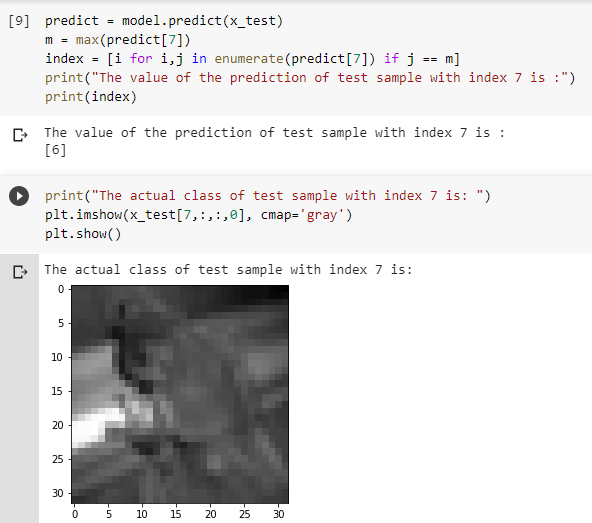 [9] predict = model.predict(x_test)
m = max(predict[7])
index = [i for i,j in enumerate(predict[7]) if j == m]
print("The value of the prediction of test sample with index 7 is :")
print(index)
The value of the prediction of test sample with index 7 is :
[6]
print("The actual class of test sample with index 7 is: ")
plt.imshow(x_test[7,:,:,0], cmap='gray')
plt.show()
The actual class of test sample with index 7 is:
0
5
10
15
20
25
30
0 5 10 15 20 25 30